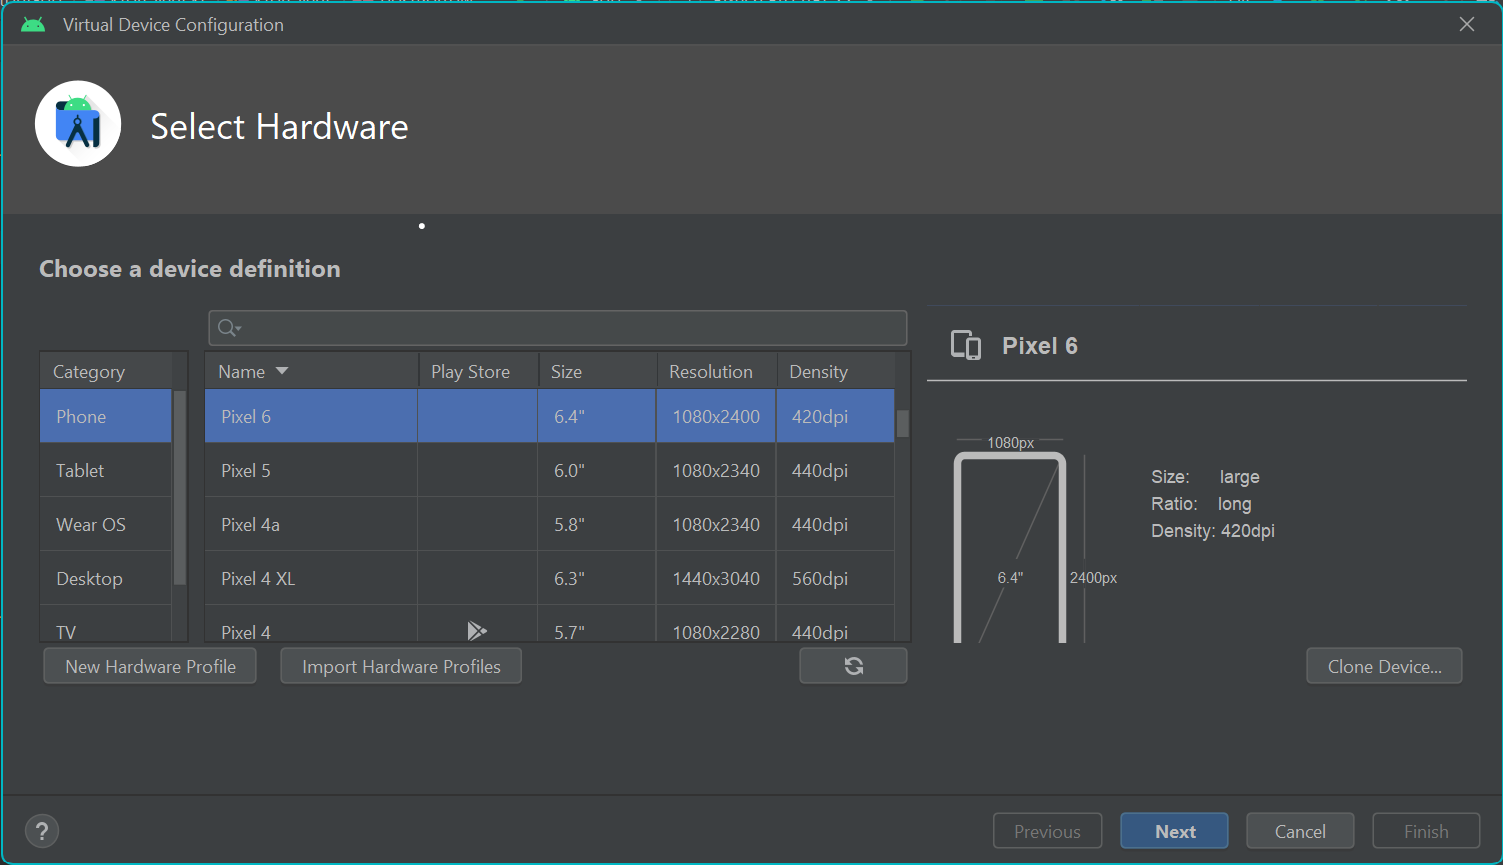 Virtual Device Configuration
Select Hardware
Choose a device definition
Category
Phone
Tablet
Wear OS
Desktop
TV
Name Play Store Size Resolution Density
Pixel 6 6.4" 1080x2400 420dpi
Pixel 5 6.0" 1080x2340 440dpi
Pixel 4a 5.8" 1080x2340 440dpi
Pixel 4 XL 6.3" 1440x3040 560dpi
Pixel 4 5.7" 1080x2280 440dpi
Pixel 6
1080px
6.4"
2400px
Size: large
Ratio: long
Density: 420dpi
New Hardware Profile Import Hardware Profiles Clone Device...
? Previous Next Cancel Finish